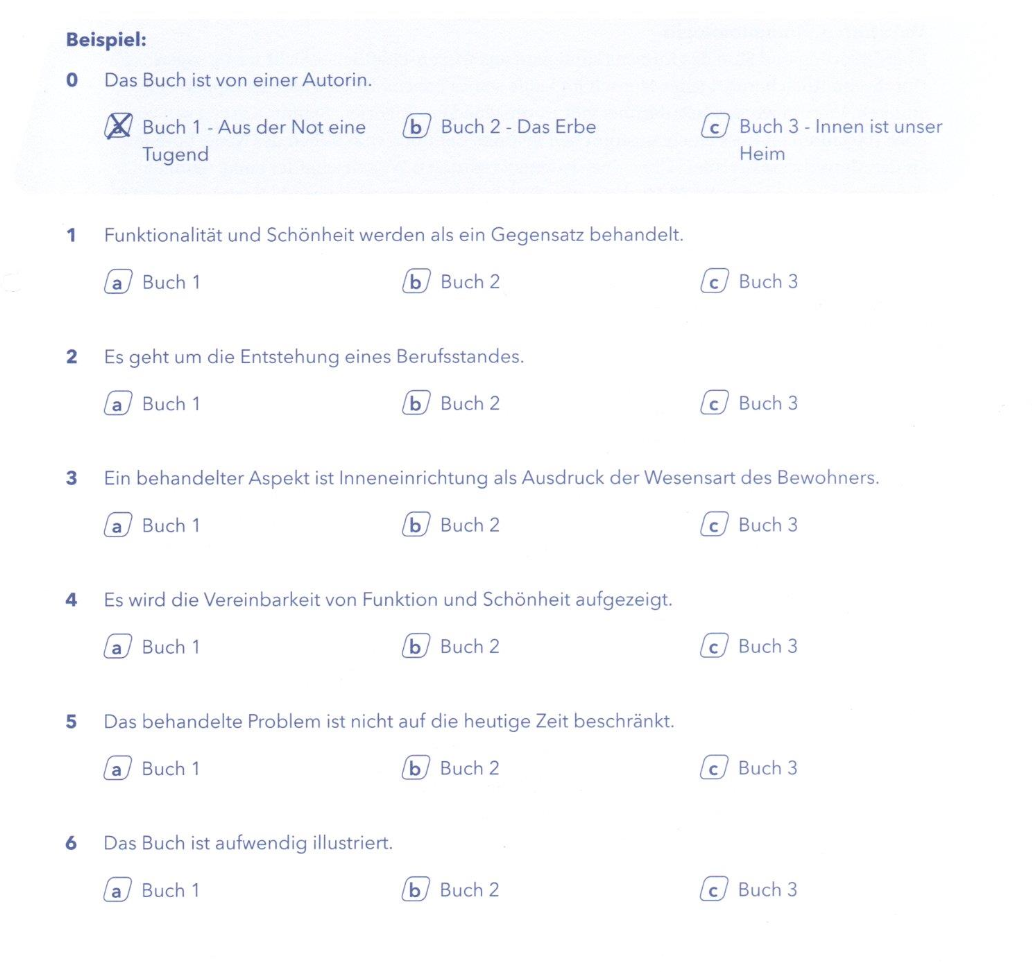 Beispiel:
0 Das Buch ist von einer Autorin.
a Buch 1 - Aus der Not eine b Buch 2 - Das Erbe c Buch 3 - Innen ist unser
Tugend Heim
1 Funktionalität und Schönheit werden als ein Gegensatz behandelt.
a Buch 1 b Buch 2 c Buch 3
2 Es geht um die Entstehung eines Berufsstandes.
a Buch 1 b Buch 2 c Buch 3
3 Ein behandelter Aspekt ist Inneneinrichtung als Ausdruck der Wesensart des Bewohners.
a Buch 1 b Buch 2 c Buch 3
4 Es wird die Vereinbarkeit von Funktion und Schönheit aufgezeigt.
a Buch 1 b Buch 2 c Buch 3
5 Das behandelte Problem ist nicht auf die heutige Zeit beschränkt.
a Buch 1 b Buch 2 c Buch 3
6 Das Buch ist aufwendig illustriert.
a Buch 1 b Buch 2 c Buch 3